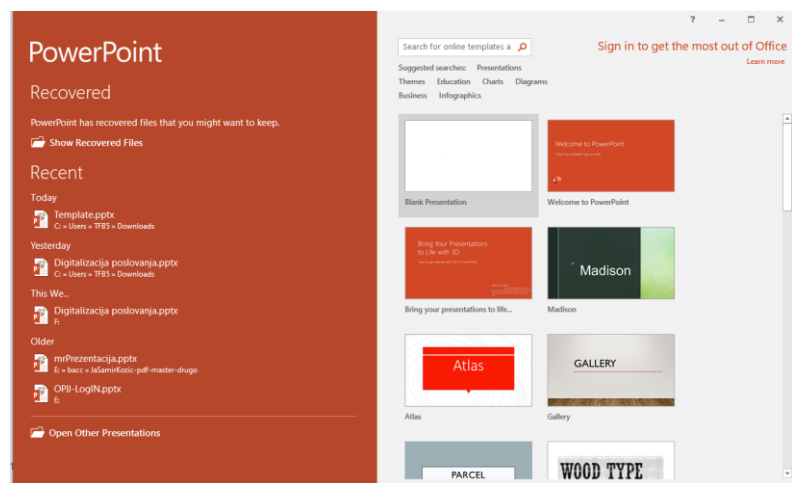 PowerPoint
Recovered
PowerPoint has recovered files that you might want to keep.
Show Recovered Files
Recent
Today
Template.pptx
C: » Users » TFB5 » Downloads
Yesterday
Digitalizacija poslovanja.pptx
C: » Users » TFB5 » Downloads
This We...
Digitalizacija poslovanja.pptx
F:
Older
mrPrezentacija.pptx
E: » bacc » JaSamirKozic-pdf-master-drugo
OPJI-LogIN.pptx
E:
Open Other Presentations
?
Search for online templates a
Sign in to get the most out of Office
Learn more
Suggested searches: Presentations
Themes Education Charts Diagrams
Business Infographics
Welcome to PowerPoint
Blank Presentation
Welcome to PowerPoint
Bring Your Presentations
to Life with 3D
Madison
Bring your presentations to life...
Madison
Atlas
GALLERY
Atlas
Gallery
PARCEL
WOOD TYPE